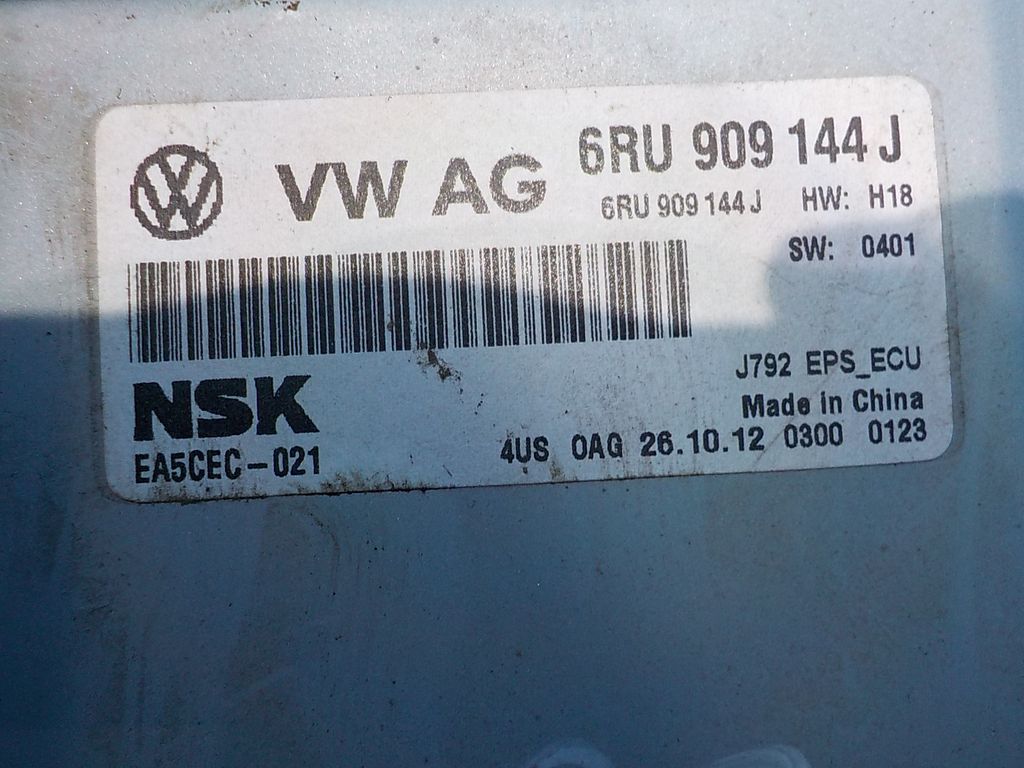 VW AG 6RU 909 144 J
6RU 909 144 J HW: H18
SW: 0401
J792 EPS_ECU
NSK Made in China
EA5CEC-021 4US 0AG 26.10.12 0300 0123